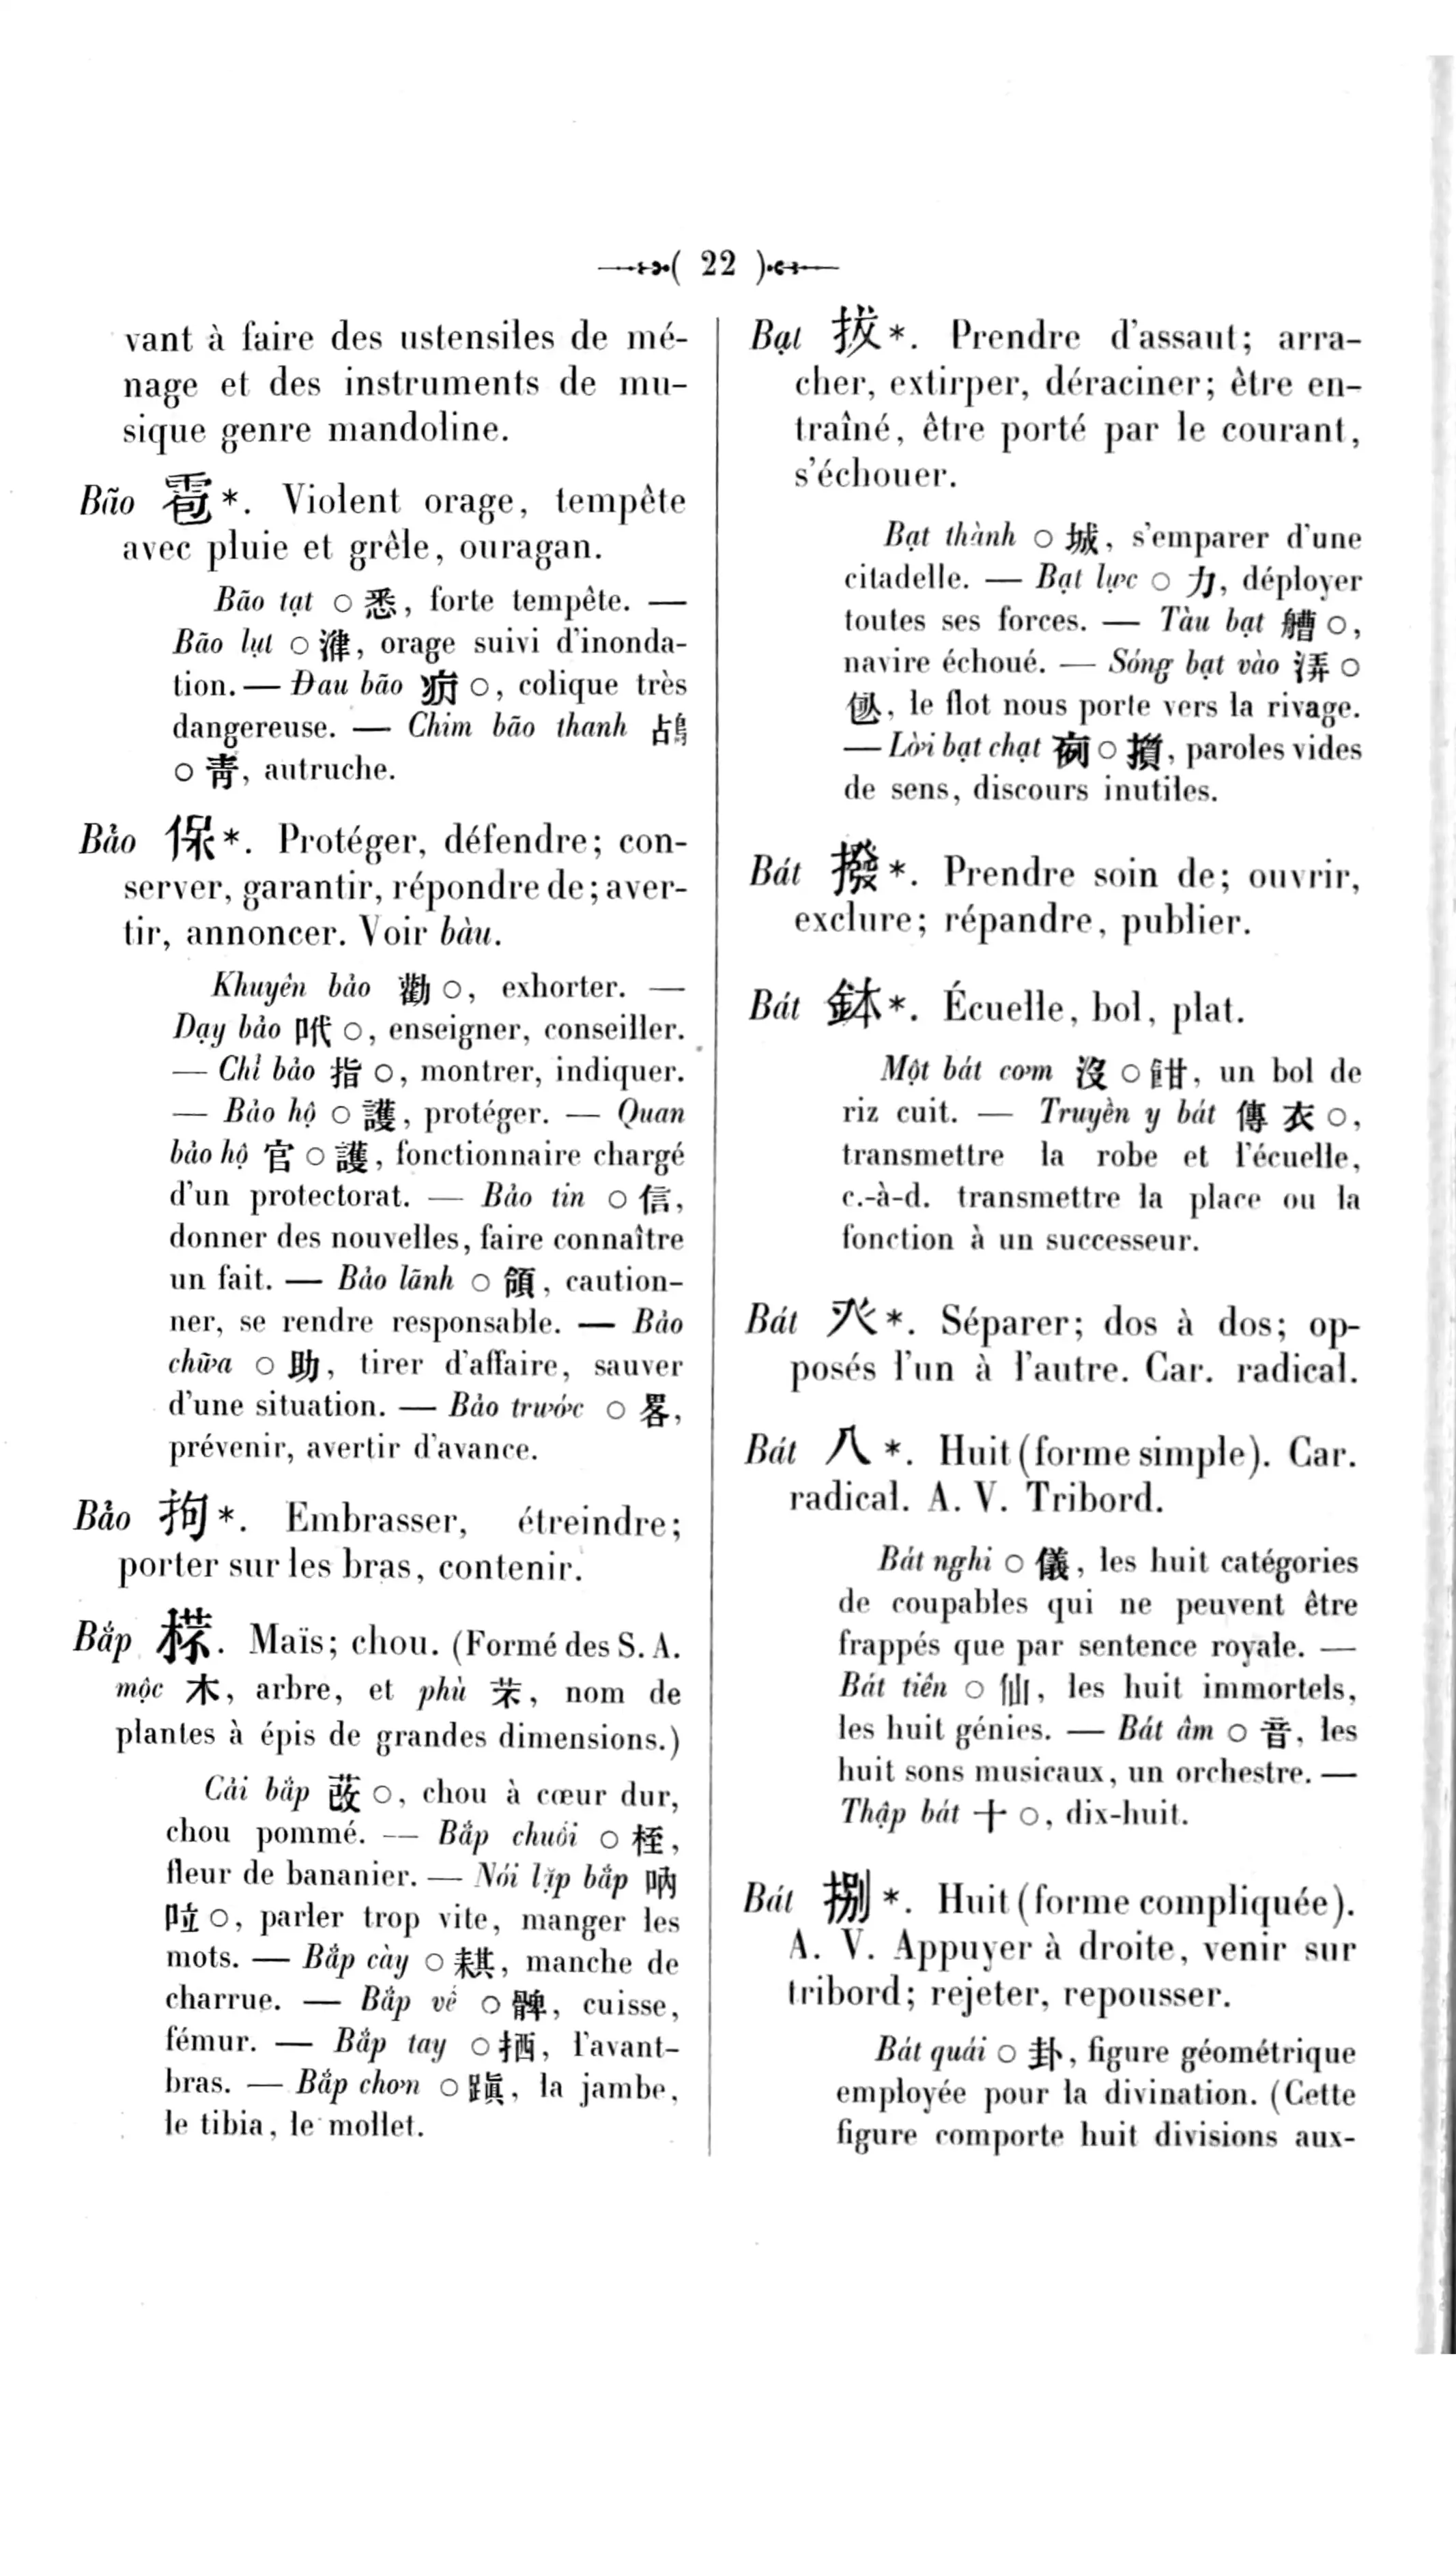 ( 22 )
vant à faire des ustensiles de mé-
nage et des instruments de mu-
sique genre mandoline.
Bão 雹*. Violent orage, tempête
avec pluie et grêle, ouragan.
Bão tạt ○ 悉, forte tempête. —
Bão lụt ○ 潷, orage suivi d'inonda-
tion. — Đau bão ○, colique très
dangereuse. — Chim bão thanh
○ 青, autruche.
Bảo 保*. Protéger, défendre; con-
server, garantir, répondre de; aver-
tir, annoncer. Voir bàu.
Khuyên bảo 勸 ○, exhorter. —
Dạy bảo 吠 ○, enseigner, conseiller.
— Chỉ bảo 指 ○, montrer, indiquer.
— Bảo hộ ○ 護, protéger. — Quan
bảo hộ 官 ○ 護, fonctionnaire chargé
d'un protectorat. — Bảo tin ○ 信,
donner des nouvelles, faire connaître
un fait. — Bảo lãnh ○ 領, caution-
ner, se rendre responsable. — Bảo
chữa ○ 助, tirer d'affaire, sauver
d'une situation. — Bảo trước ○ 畧,
prévenir, avertir d'avance.
Bảo 拘*. Embrasser, étreindre;
porter sur les bras, contenir.
Bắp. Maïs; chou. (Formé des S. A.
mộc 木, arbre, et phù 芣, nom de
plantes à épis de grandes dimensions.)
Cải bắp ○, chou à cœur dur,
chou pommé. — Bắp chuối ○ 桎,
fleur de bananier. — Nói lặp bắp 吶
㕸 ○, parler trop vite, manger les
mots. — Bắp cày ○, manche de
charrue. — Bắp vế ○ 髀, cuisse,
fémur. — Bắp tay ○, l'avant-
bras. — Bắp chơn ○ 蹎, la jambe,
le tibia, le mollet.
Bạt 拔*. Prendre d'assaut; arra-
cher, extirper, déraciner; être en-
traîné, être porté par le courant,
s'échouer.
Bạt thành ○ 城, s'emparer d'une
citadelle. — Bạt lực ○ 力, déployer
toutes ses forces. — Tàu bạt 艚 ○,
navire échoué. — Sóng bạt vào ○
, le flot nous porte vers la rivage.
— Lời bạt chạt ○ 攢, paroles vides
de sens, discours inutiles.
Bát 撥*. Prendre soin de; ouvrir,
exclure; répandre, publier.
Bát 鉢*. Écuelle, bol, plat.
Một bát cơm 沒 ○ 䣺, un bol de
riz cuit. — Truyền y bát 傳 衣 ○,
transmettre la robe et l'écuelle,
c.-à-d. transmettre la place ou la
fonction à un successeur.
Bát 癶*. Séparer; dos à dos; op-
posés l'un à l'autre. Car. radical.
Bát 八*. Huit (forme simple). Car.
radical. A. V. Tribord.
Bát nghi ○ 儀, les huit catégories
de coupables qui ne peuvent être
frappés que par sentence royale. —
Bát tiên ○ 仙, les huit immortels,
les huit génies. — Bát âm ○ 音, les
huit sons musicaux, un orchestre. —
Thập bát 十 ○, dix-huit.
Bát 捌*. Huit (forme compliquée).
A. V. Appuyer à droite, venir sur
tribord; rejeter, repousser.
Bát quái ○ 卦, figure géométrique
employée pour la divination. (Cette
figure comporte huit divisions aux-